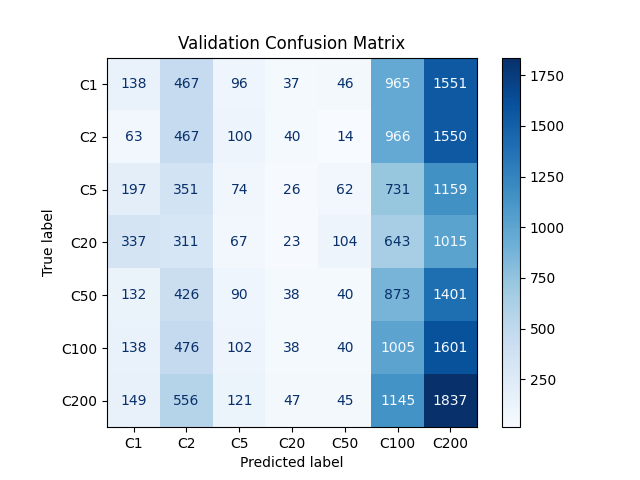 Validation Confusion Matrix
True label
C1 138 467 96 37 46 965 1551
C2 63 467 100 40 14 966 1550
C5 197 351 74 26 62 731 1159
C20 337 311 67 23 104 643 1015
C50 132 426 90 38 40 873 1401
C100 138 476 102 38 40 1005 1601
C200 149 556 121 47 45 1145 1837
C1 C2 C5 C20 C50 C100 C200
Predicted label
1750
1500
1250
1000
750
500
250